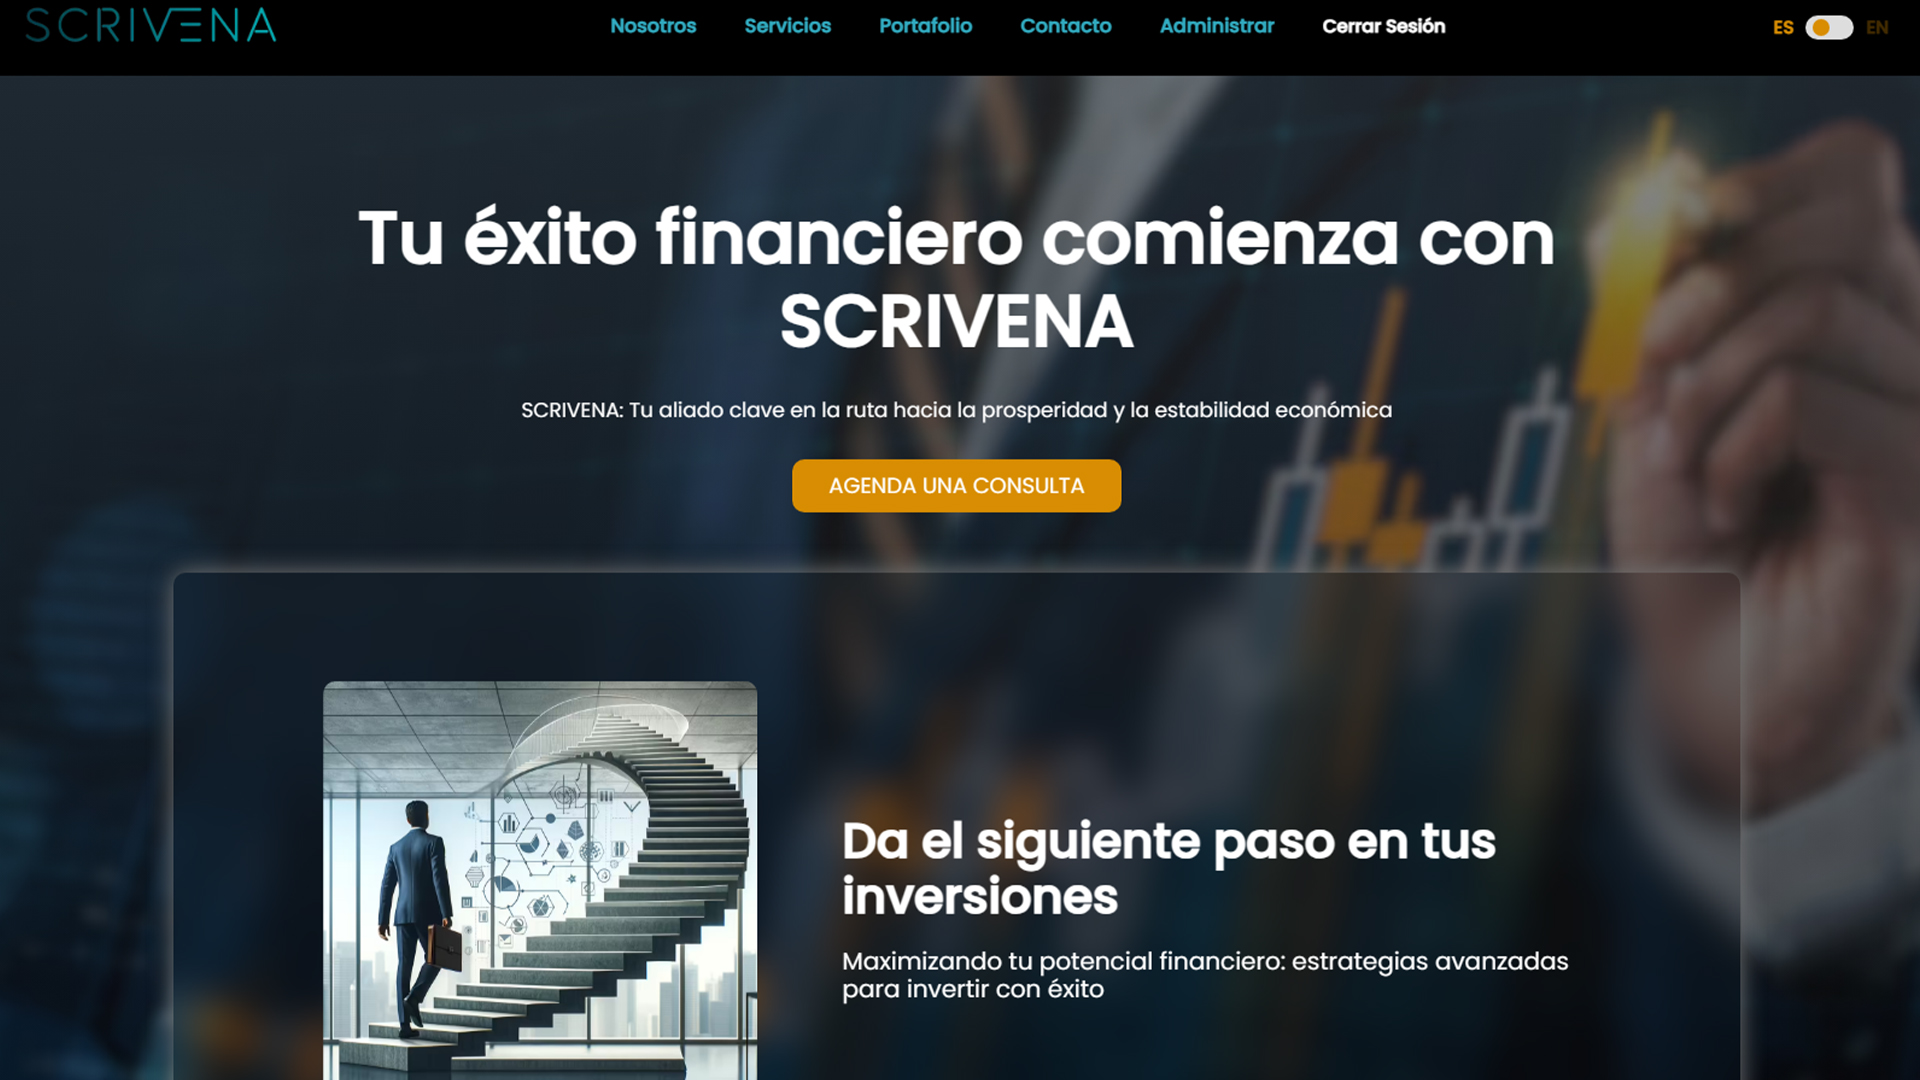 SCRIVENA
Nosotros Servicios Portafolio Contacto Administrar Cerrar Sesión ES EN
Tu éxito financiero comienza con
SCRIVENA
SCRIVENA: Tu aliado clave en la ruta hacia la prosperidad y la estabilidad económica
AGENDA UNA CONSULTA
Da el siguiente paso en tus
inversiones
Maximizando tu potencial financiero: estrategias avanzadas
para invertir con éxito